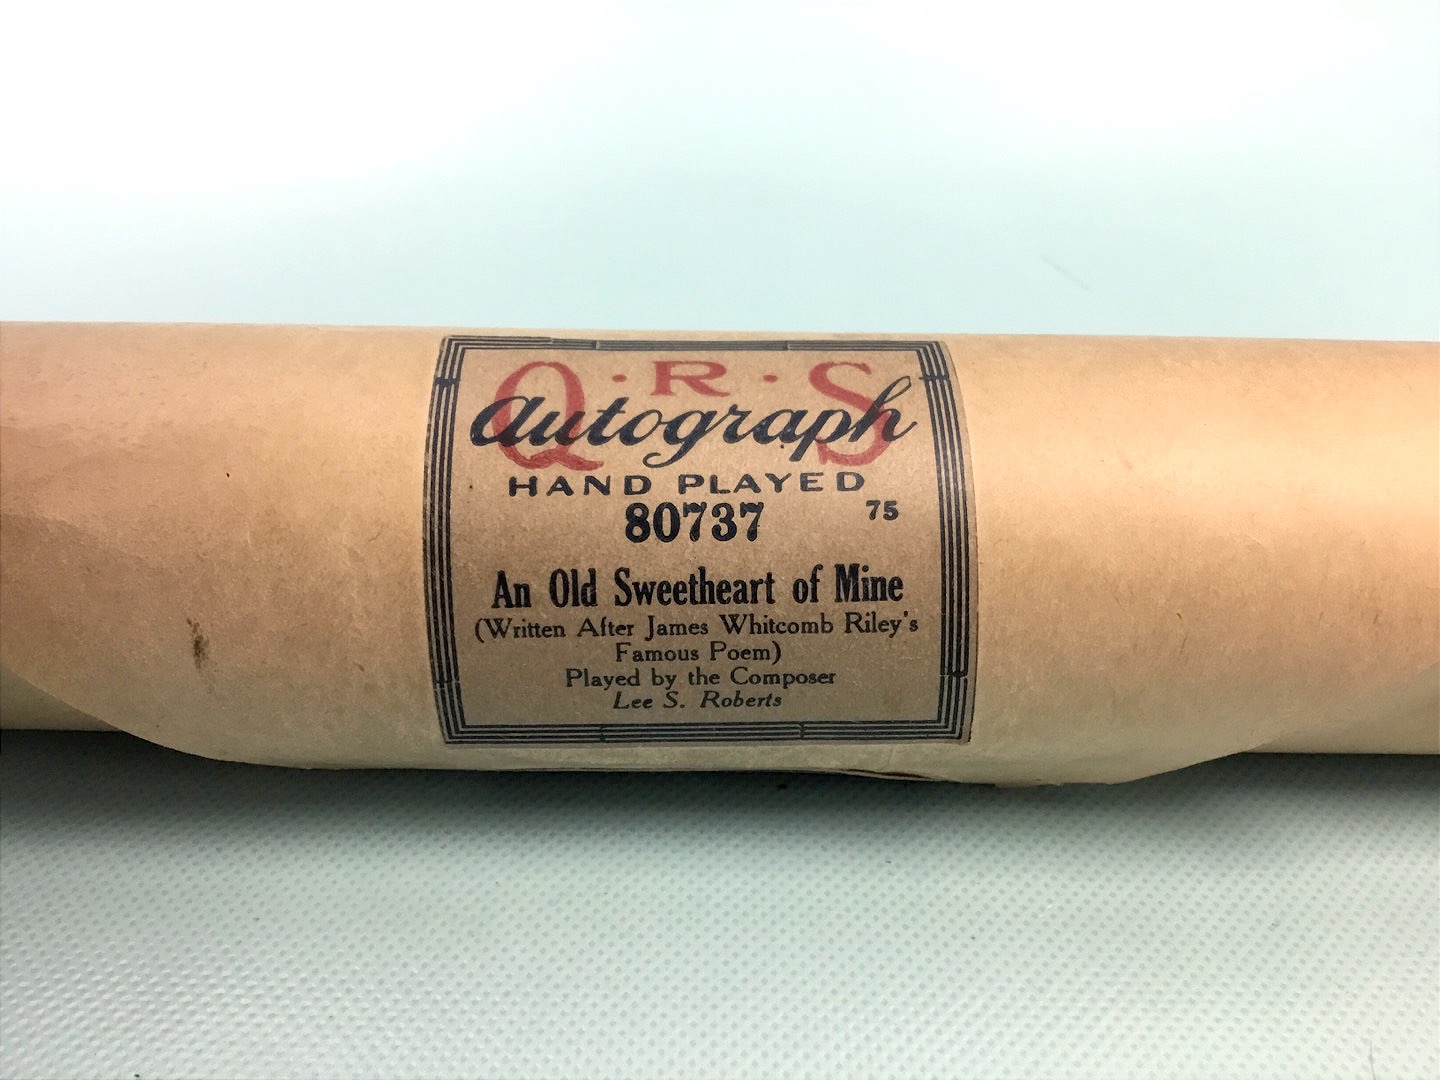 Q·R·S
Autograph
HAND PLAYED
80737 75
An Old Sweetheart of Mine
(Written After James Whitcomb Riley's
Famous Poem)
Played by the Composer
Lee S. Roberts